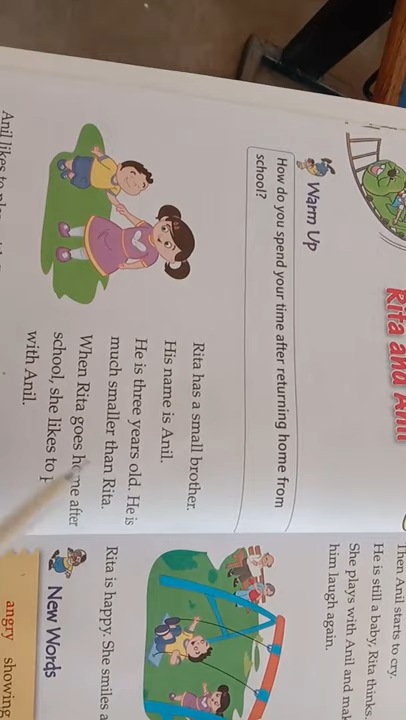 Rita and Anil
Warm Up
How do you spend your time after returning home from
school?
Rita has a small brother.
His name is Anil.
He is three years old. He is
much smaller than Rita.
When Rita goes home after
school, she likes to
with Anil.
Anil likes to
Then Anil starts to cry.
He is still a baby, Rita thinks.
She plays with Anil and
him laugh again.
Rita is happy. She smiles
New Words
angry showing